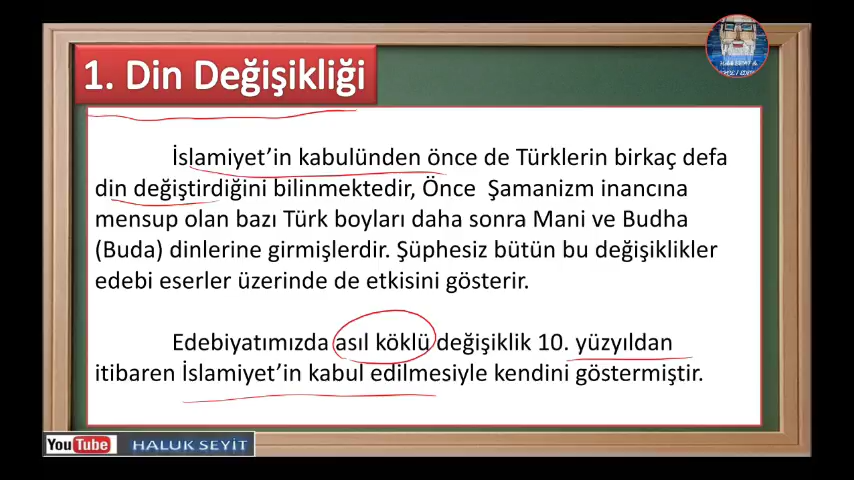 1. Din Değişikliği
İslamiyet'in kabulünden önce de Türklerin birkaç defa
din değiştirdiğini bilinmektedir, Önce Şamanizm inancına
mensup olan bazı Türk boyları daha sonra Mani ve Budha
(Buda) dinlerine girmişlerdir. Şüphesiz bütün bu değişiklikler
edebi eserler üzerinde de etkisini gösterir.
Edebiyatımızda asıl köklü değişiklik 10. yüzyıldan
itibaren İslamiyet'in kabul edilmesiyle kendini göstermiştir.
YouTube HALUK SEYİT